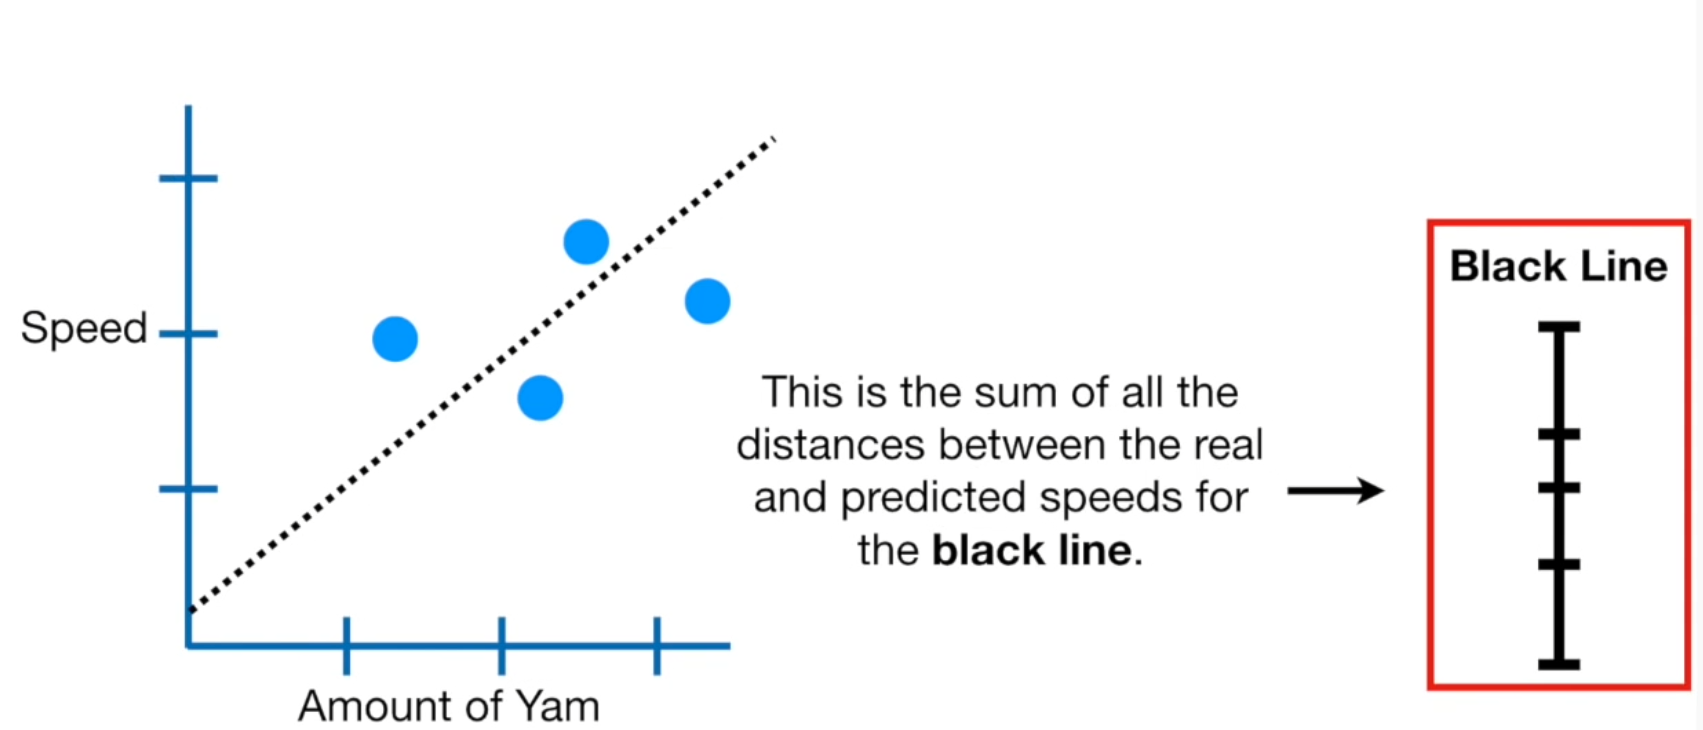 Speed
Amount of Yam
This is the sum of all the
distances between the real
and predicted speeds for
the black line.
Black Line